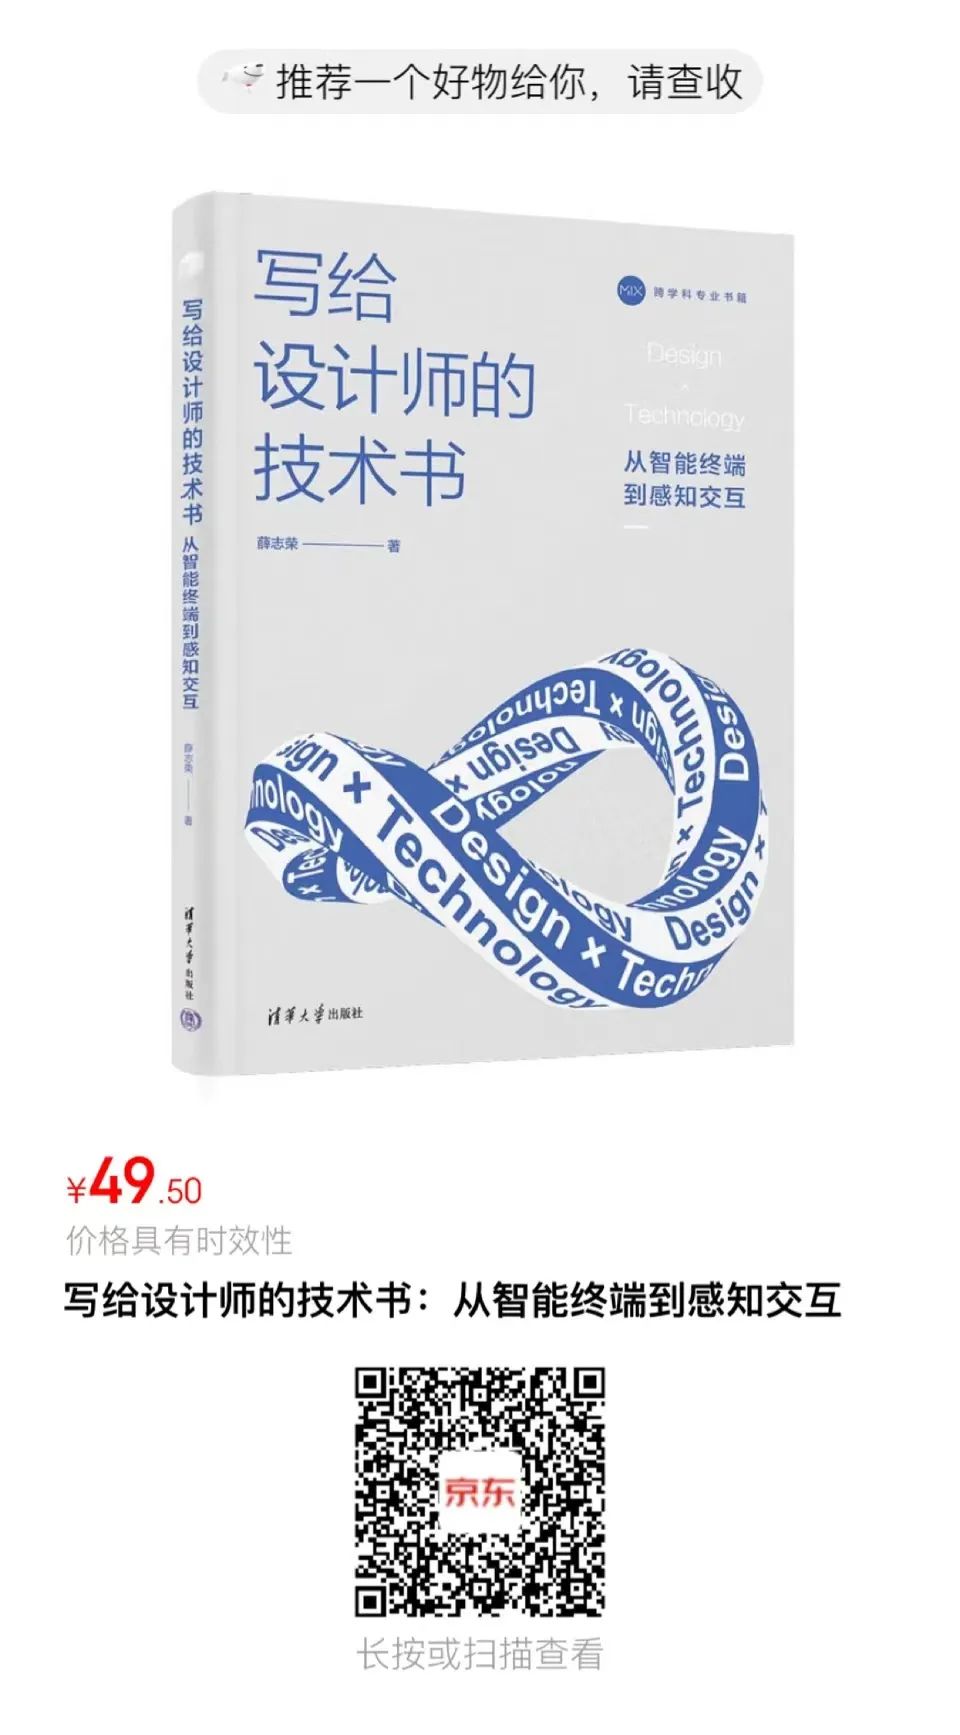 推荐一个好物给你，请查收
写给
设计师的
技术书
薛志荣 著
MIX 跨学科专业书籍
Design
×
Technology
从智能终端
到感知交互
写给设计师的技术书 从智能终端到感知交互
薛志荣 著
清华大学出版社
sign × Technology
Design × Techn
nology
Design
Technology
Design ×
清华大学出版社
¥49.50
价格具有时效性
写给设计师的技术书：从智能终端到感知交互
京东
长按或扫描查看